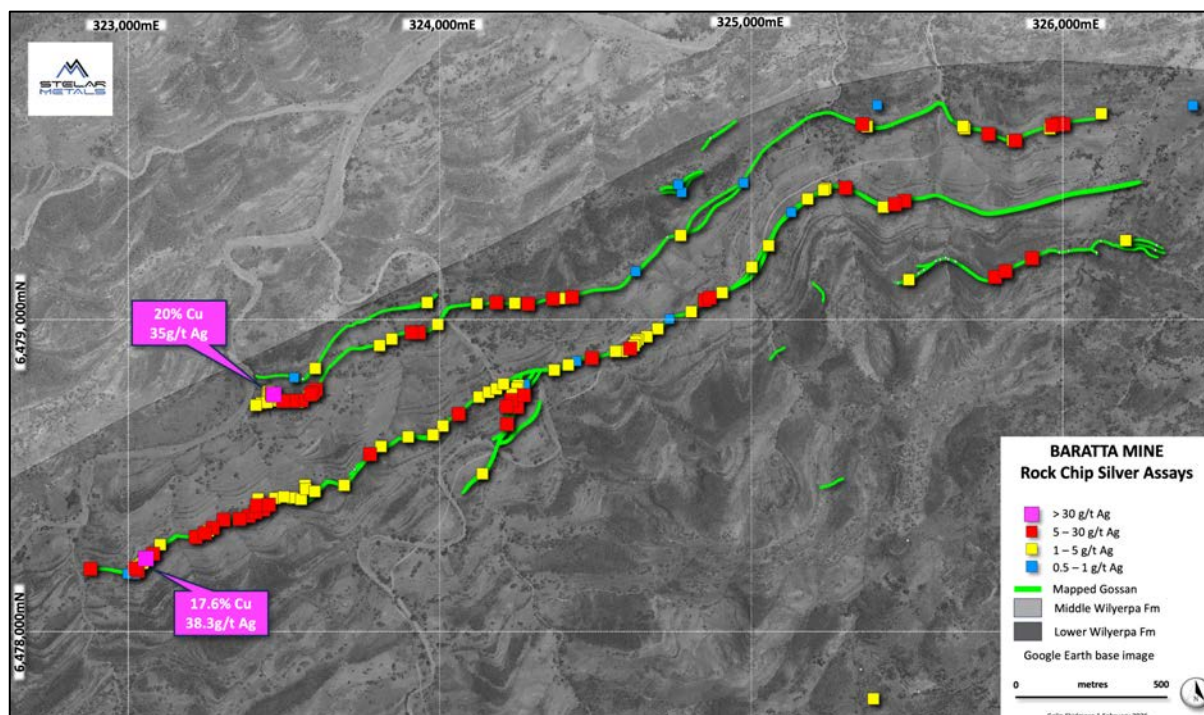 323,000mE
324,000mE
325,000mE
326,000mE
STELAR
METALS
6,479,000mN
20% Cu
35g/t Ag
17.6% Cu
38.3g/t Ag
6,478,000mN
BARATTA MINE
Rock Chip Silver Assays
> 30 g/t Ag
5 – 30 g/t Ag
1 – 5 g/t Ag
0.5 – 1 g/t Ag
Mapped Gossan
Middle Wilyerpa Fm
Lower Wilyerpa Fm
Google Earth base image
0 metres 500
N